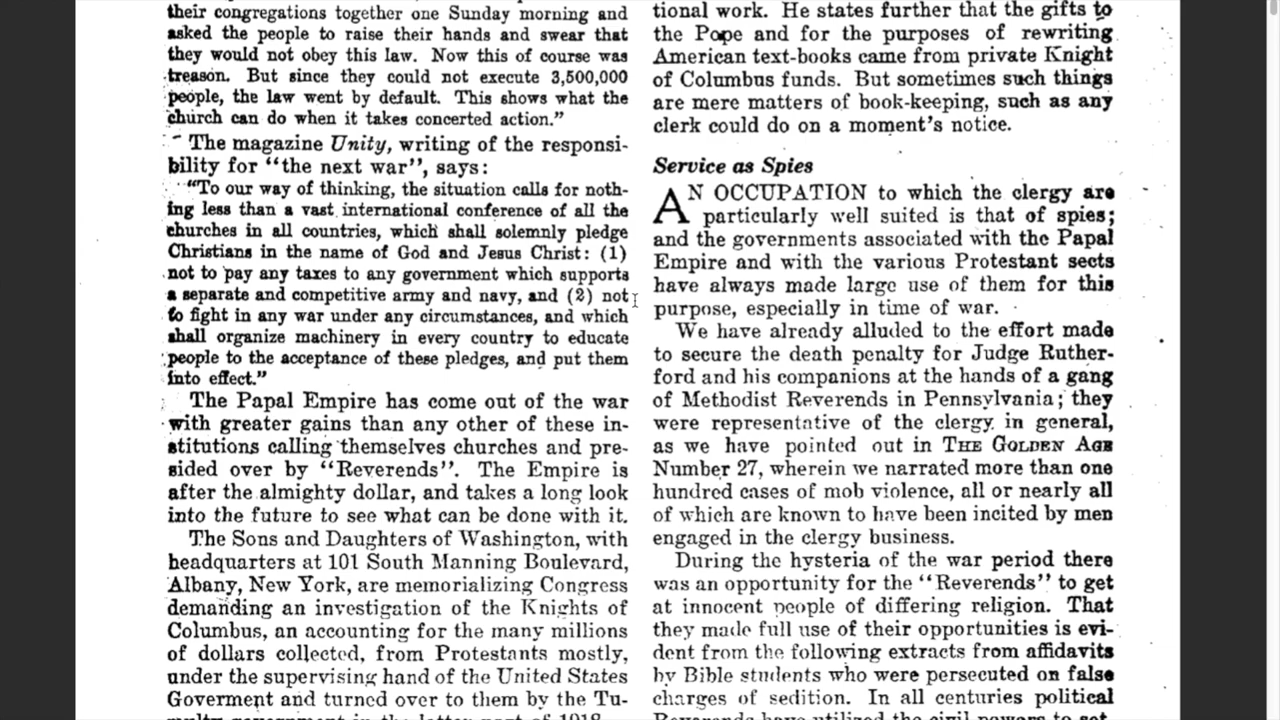 their congregations together one Sunday morning and
asked the people to raise their hands and swear that
they would not obey this law. Now this of course was
treason. But since they could not execute 3,500,000
people, the law went by default. This shows what the
church can do when it takes concerted action.”
The magazine Unity, writing of the responsi-
bility for “the next war”, says:
“To our way of thinking, the situation calls for noth-
ing less than a vast international conference of all the
churches in all countries, which shall solemnly pledge
Christians in the name of God and Jesus Christ: (1)
not to pay any taxes to any government which supports
a separate and competitive army and navy, and (2) not
to fight in any war under any circumstances, and which
shall organize machinery in every country to educate
people to the acceptance of these pledges, and put them
into effect.”
The Papal Empire has come out of the war
with greater gains than any other of these in-
stitutions calling themselves churches and pre-
sided over by “Reverends”. The Empire is
after the almighty dollar, and takes a long look
into the future to see what can be done with it.
The Sons and Daughters of Washington, with
headquarters at 101 South Manning Boulevard,
Albany, New York, are memorializing Congress
demanding an investigation of the Knights of
Columbus, an accounting for the many millions
of dollars collected, from Protestants mostly,
under the supervising hand of the United States
Goverment and turned over to them by the Tu-
multy government in the latter part of 1918
tional work. He states further that the gifts to
the Pope and for the purposes of rewriting
American text-books came from private Knight
of Columbus funds. But sometimes such things
are mere matters of book-keeping, such as any
clerk could do on a moment’s notice.
Service as Spies
AN OCCUPATION to which the clergy are
particularly well suited is that of spies;
and the governments associated with the Papal
Empire and with the various Protestant sects
have always made large use of them for this
purpose, especially in time of war.
We have already alluded to the effort made
to secure the death penalty for Judge Ruther-
ford and his companions at the hands of a gang
of Methodist Reverends in Pennsylvania; they
were representative of the clergy in general,
as we have pointed out in THE GOLDEN AGE
Number 27, wherein we narrated more than one
hundred cases of mob violence, all or nearly all
of which are known to have been incited by men
engaged in the clergy business.
During the hysteria of the war period there
was an opportunity for the “Reverends” to get
at innocent people of differing religion. That
they made full use of their opportunities is evi-
dent from the following extracts from affidavits
by Bible students who were persecuted on false
charges of sedition. In all centuries political
Reverends have utilized the civil powers to set